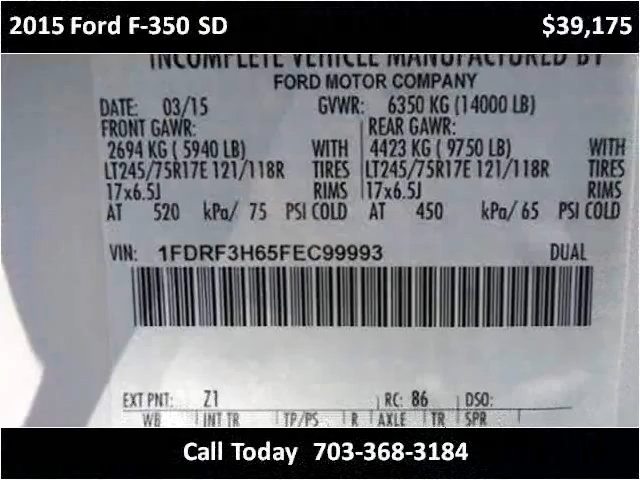 2015 Ford F-350 SD $39,175
INCOMPLETE VEHICLE MANUFACTURED BY
FORD MOTOR COMPANY
DATE: 03/15 GVWR: 6350 KG (14000 LB)
FRONT GAWR: REAR GAWR:
2694 KG ( 5940 LB) WITH 4423 KG ( 9750 LB) WITH
LT245/75R17E 121/118R TIRES LT245/75R17E 121/118R TIRES
17x6.5J RIMS 17x6.5J RIMS
AT 520 kPa/ 75 PSI COLD AT 450 kPa/ 65 PSI COLD
VIN: 1FDRF3H65FEC99993 DUAL
EXT PNT: Z1 RC: 86 DSO:
WB INT TR TP/PS R AXLE TR SPR
Call Today 703-368-3184